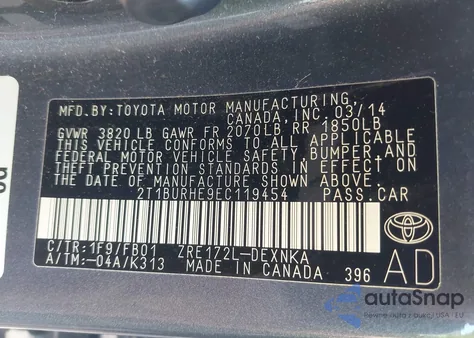 MFD.BY:TOYOTA MOTOR MANUFACTURING
CANADA, INC. 03/14
GVWR 3820 LB GAWR FR 2070LB RR 1850LB
THIS VEHICLE CONFORMS TO ALL APPLICABLE
FEDERAL MOTOR VEHICLE SAFETY, BUMPER, AND
THEFT PREVENTION STANDARDS IN EFFECT ON
THE DATE OF MANUFACTURE SHOWN ABOVE.
2T1BURHE9EC119454 PASS.CAR
C/TR:1F9/FB01 ZRE172L-DEXNKA
A/TM:-04A/K313 MADE IN CANADA 396
AD
autoSnap